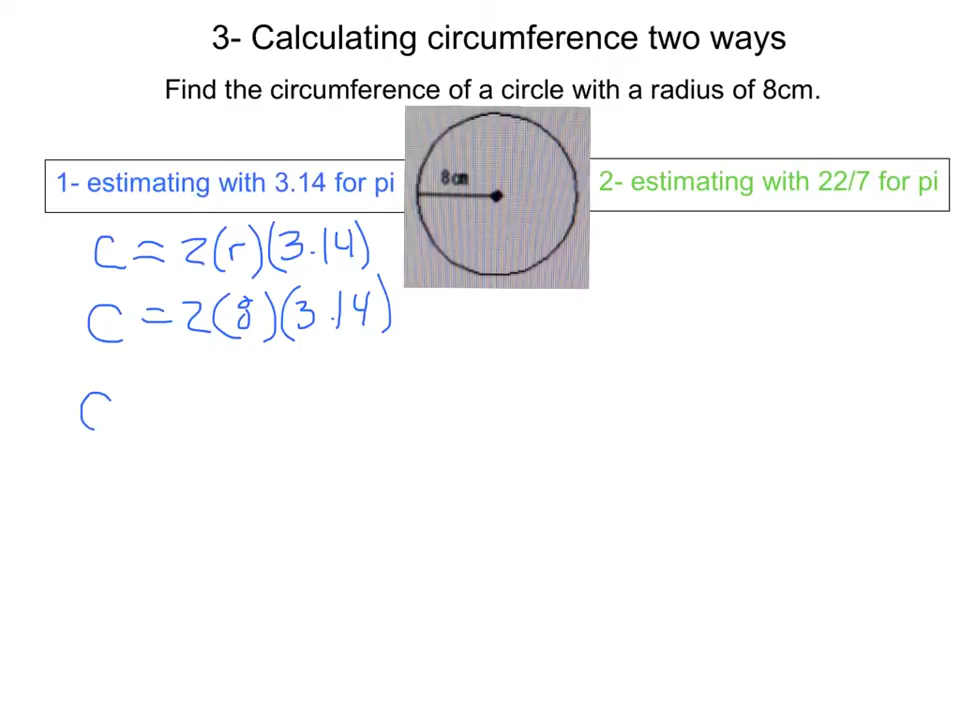 3- Calculating circumference two ways
Find the circumference of a circle with a radius of 8cm.
8cm
1- estimating with 3.14 for pi
2- estimating with 22/7 for pi
C = 2(r)(3.14)
C = 2(8)(3.14)
C